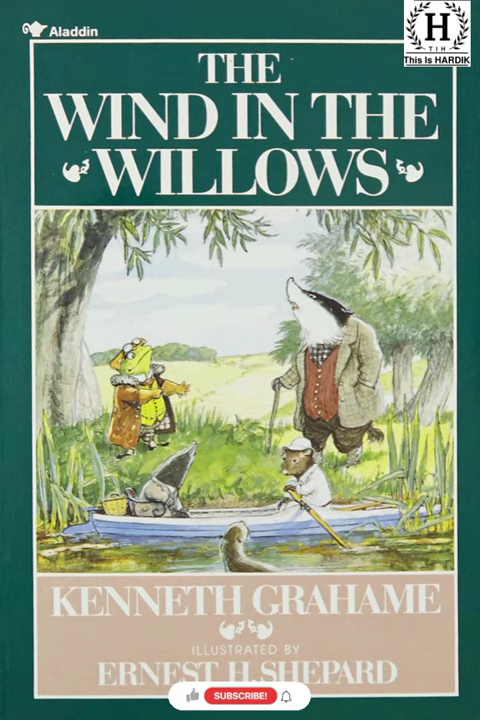 Aladdin
H
TIH
This Is HARDIK
THE
WIND IN THE
WILLOWS
KENNETH GRAHAME
ILLUSTRATED BY
ERNEST H. SHEPARD
SUBSCRIBE!